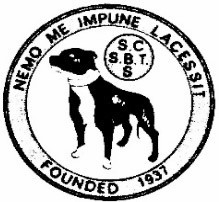 NEMO ME IMPUNE LACESSIT
S.C
S.B.T.
S
FOUNDED 1937